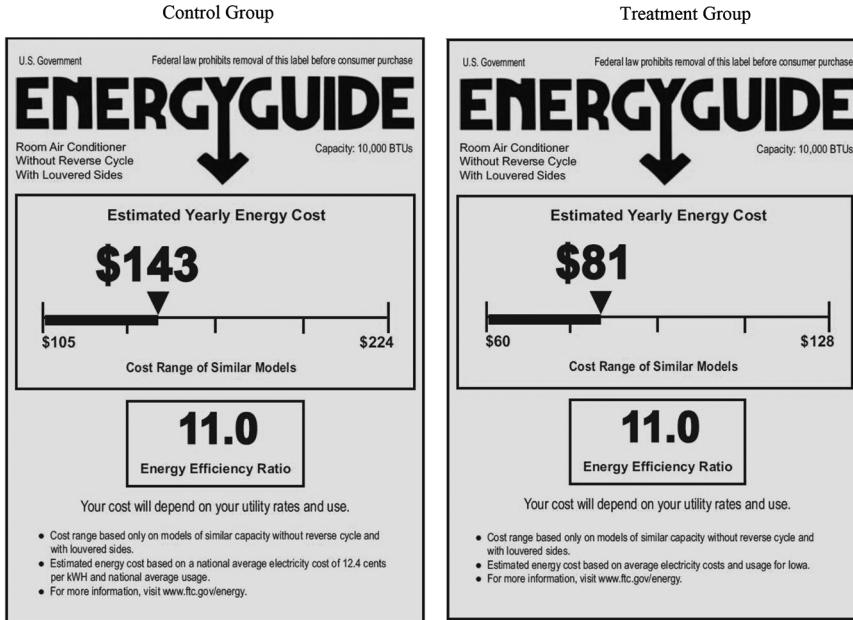 Control Group
U.S. Government Federal law prohibits removal of this label before consumer purchase
ENERGYGUIDE
Room Air Conditioner
Without Reverse Cycle
With Louvered Sides
Capacity: 10,000 BTUs
Estimated Yearly Energy Cost
$143
$105 $224
Cost Range of Similar Models
11.0
Energy Efficiency Ratio
Your cost will depend on your utility rates and use.
● Cost range based only on models of similar capacity without reverse cycle and
with louvered sides.
● Estimated energy cost based on a national average electricity cost of 12.4 cents
per kWH and national average usage.
● For more information, visit www.ftc.gov/energy.
Treatment Group
U.S. Government Federal law prohibits removal of this label before consumer purchase
ENERGYGUIDE
Room Air Conditioner
Without Reverse Cycle
With Louvered Sides
Capacity: 10,000 BTUs
Estimated Yearly Energy Cost
$81
$60 $128
Cost Range of Similar Models
11.0
Energy Efficiency Ratio
Your cost will depend on your utility rates and use.
● Cost range based only on models of similar capacity without reverse cycle and
with louvered sides.
● Estimated energy cost based on average electricity costs and usage for Iowa.
● For more information, visit www.ftc.gov/energy.